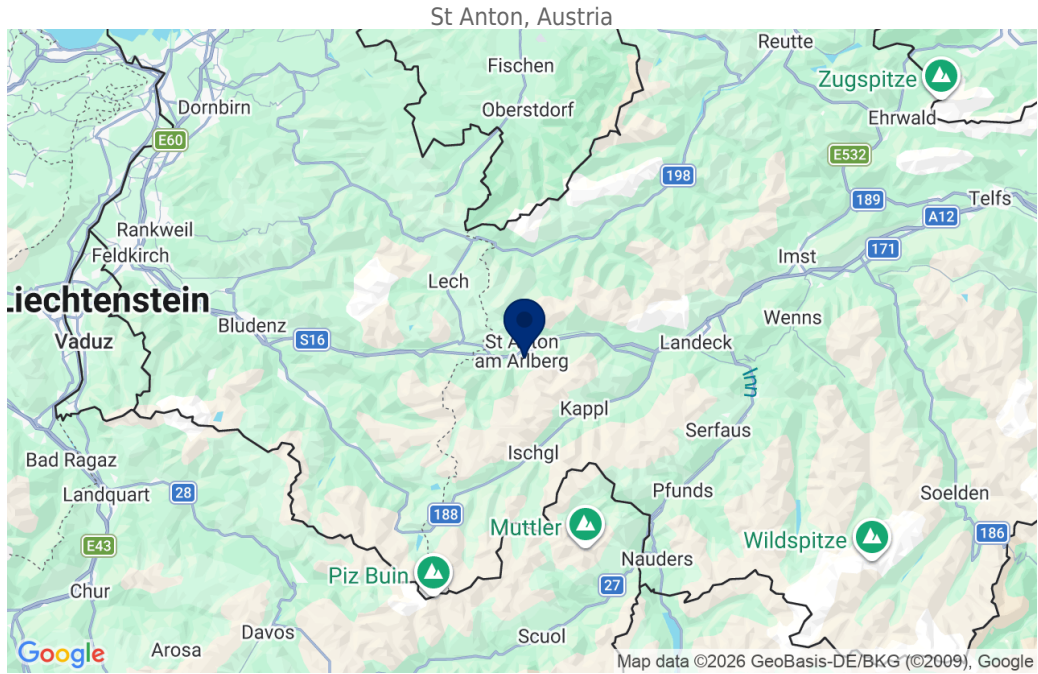 St Anton, Austria
Reutte
Fischen
Zugspitze
Dornbirn
Oberstdorf
Ehrwald
E60
E532
198
189
Telfs
A12
Rankweil
Feldkirch
171
Imst
Lech
Liechtenstein
Wenns
Bludenz
Vaduz
S16
St Anton
am Arlberg
Landeck
Inn
Kappl
Serfaus
Ischgl
Bad Ragaz
Landquart
28
Pfunds
Soelden
188
Muttler
Wildspitze
186
E43
Nauders
Piz Buin
27
Chur
Davos
Scuol
Arosa
Google
Map data ©2026 GeoBasis-DE/BKG (©2009), Google